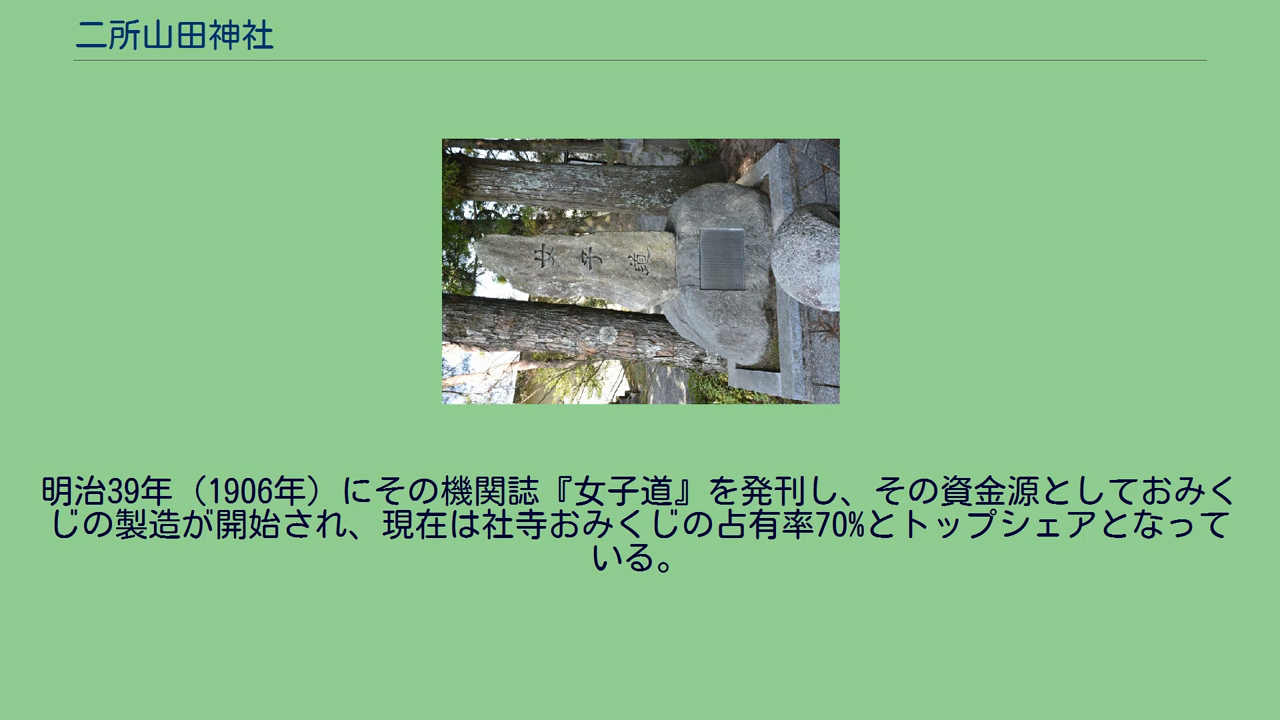 二所山田神社
女子道
明治39年（1906年）にその機関誌『女子道』を発刊し、その資金源としておみく
じの製造が開始され、現在は社寺おみくじの占有率70%とトップシェアとなって
いる。